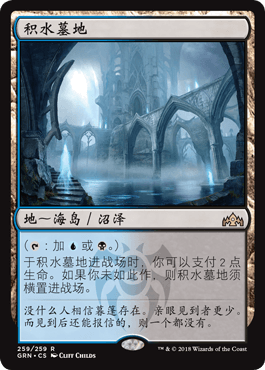 积水墓地
地～海岛／沼泽
（：加或。）
于积水墓地进战场时，你可以支付２点
生命。如果你未如此作，则积水墓地须
横置进战场。
没什么人相信墓莲存在。亲眼见到者更少。
而见到后还能报信的，则一个都没有。
259/259 R
GRN • CS CLIFF CHILDS
™ & © 2018 Wizards of the Coast